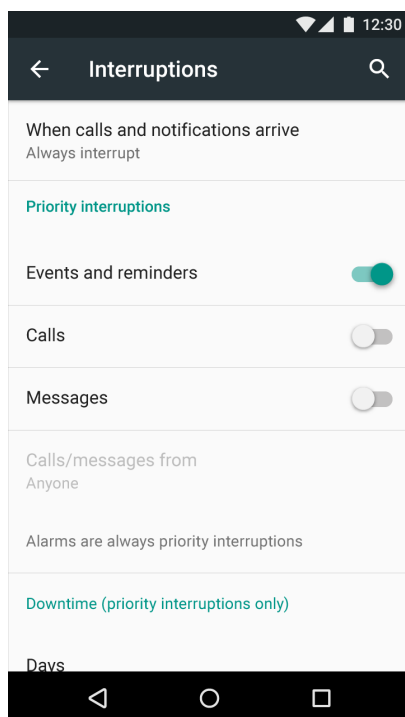 12:30
Interruptions
When calls and notifications arrive
Always interrupt
Priority interruptions
Events and reminders
Calls
Messages
Calls/messages from
Anyone
Alarms are always priority interruptions
Downtime (priority interruptions only)
Days